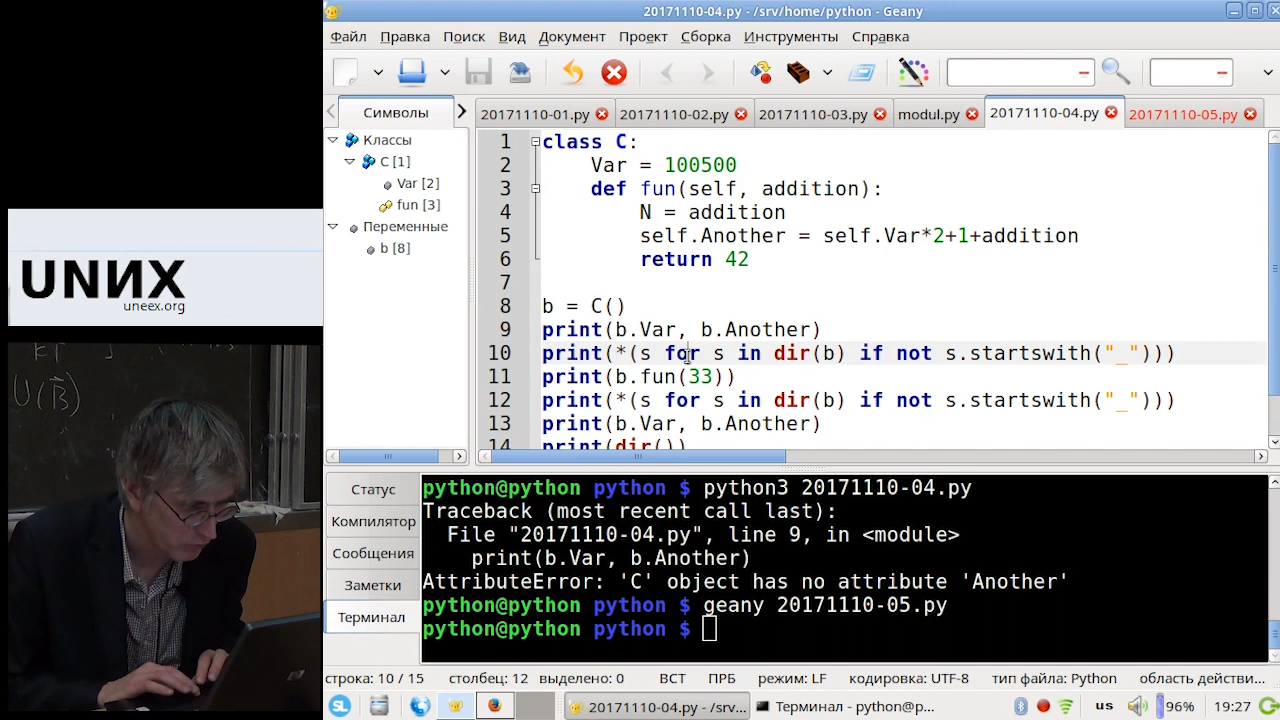 20171110-04.py - /srv/home/python - Geany
Файл Правка Поиск Вид Документ Проект Сборка Инструменты Справка
Символы
20171110-01.py 20171110-02.py 20171110-03.py modul.py 20171110-04.py 20171110-05.py
Классы
C [1]
Var [2]
fun [3]
Переменные
b [8]
1 class C:
2 Var = 100500
3 def fun(self, addition):
4 N = addition
5 self.Another = self.Var*2+1+addition
6 return 42
7
8 b = C()
9 print(b.Var, b.Another)
10 print(*(s for s in dir(b) if not s.startswith("_")))
11 print(b.fun(33))
12 print(*(s for s in dir(b) if not s.startswith("_")))
13 print(b.Var, b.Another)
14 print(dir())
UNИX
uneex.org
U(B)
Статус
Компилятор
Сообщения
Заметки
Терминал
python@python python $ python3 20171110-04.py
Traceback (most recent call last):
File "20171110-04.py", line 9, in <module>
print(b.Var, b.Another)
AttributeError: 'C' object has no attribute 'Another'
python@python python $ geany 20171110-05.py
python@python python $
строка: 10 / 15 столбец: 12 выделено: 0 ВСТ ПРБ режим: LF кодировка: UTF-8 тип файла: Python область действи...
SL 20171110-04.py - /srv... Терминал - python@p... us 96% 19:27